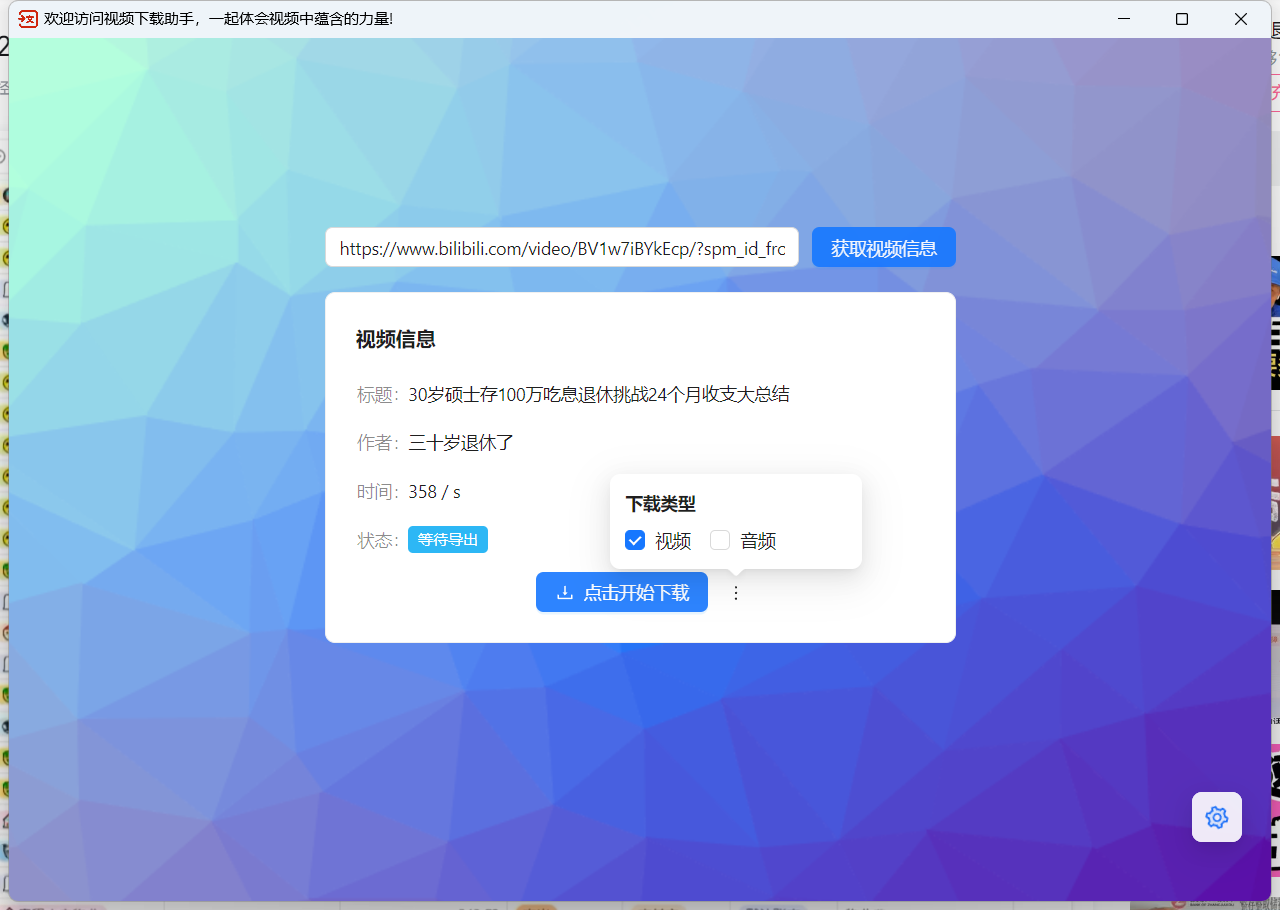 欢迎访问视频下载助手，一起体会视频中蕴含的力量!
https://www.bilibili.com/video/BV1w7iBYkEcp/?spm_id_frc
获取视频信息
视频信息
标题：30岁硕士存100万吃息退休挑战24个月收支大总结
作者：三十岁退休了
时间：358 / s
下载类型
视频 音频
状态：等待导出
点击开始下载